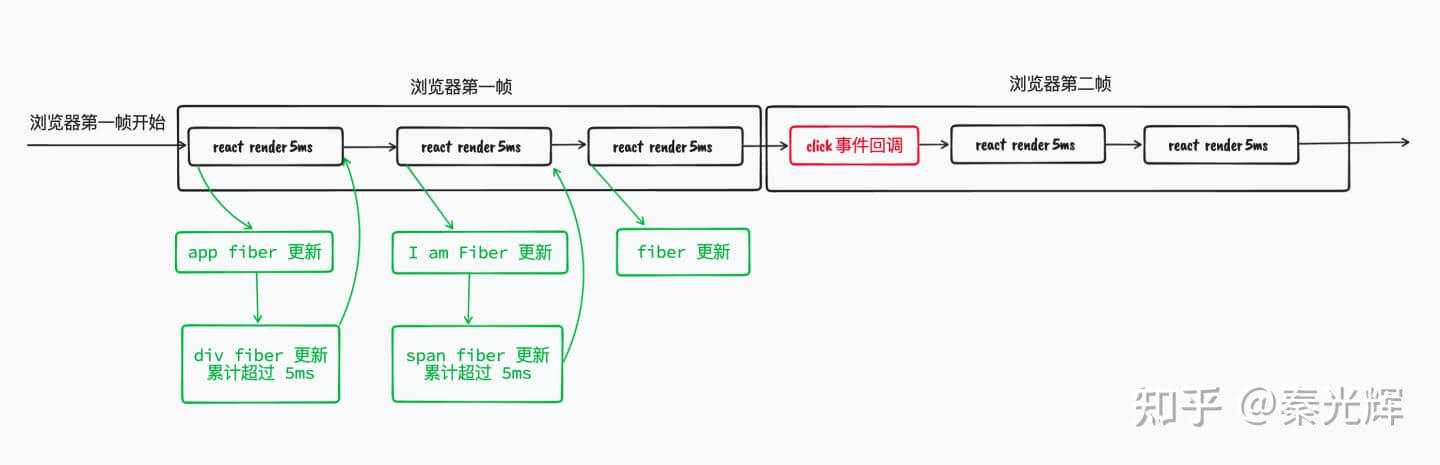 浏览器第一帧
浏览器第二帧
浏览器第一帧开始
react render 5ms
react render 5ms
react render 5ms
click 事件回调
react render 5ms
react render 5ms
app fiber 更新
I am Fiber 更新
fiber 更新
div fiber 更新
累计超过 5ms
span fiber 更新
累计超过 5ms
知乎 @秦光辉